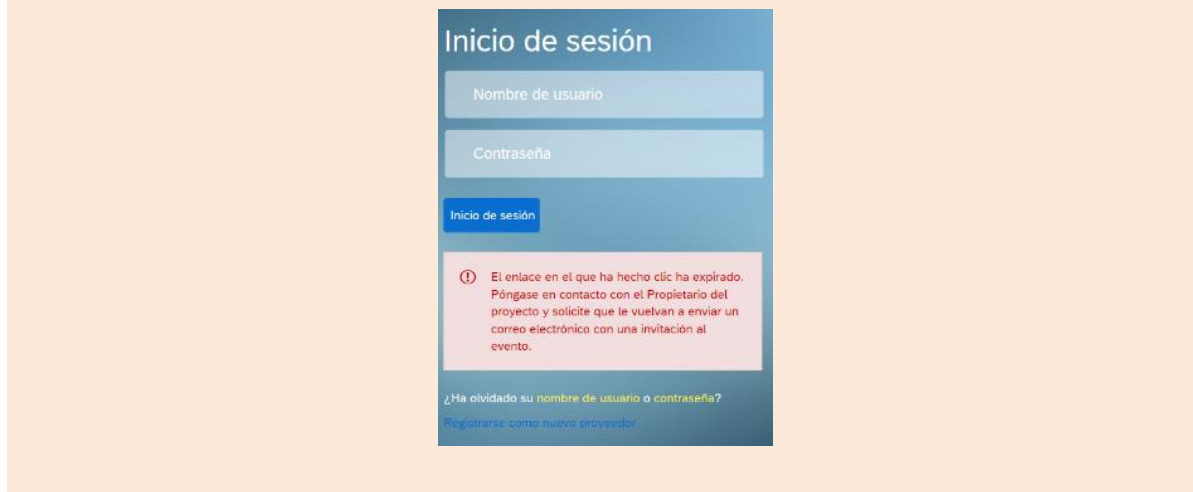 Inicio de sesión
Nombre de usuario
Contraseña
Inicio de sesión
El enlace en el que ha hecho clic ha expirado.
Póngase en contacto con el Propietario del
proyecto y solicite que le vuelvan a enviar un
correo electrónico con una invitación al
evento.
¿Ha olvidado su nombre de usuario o contraseña?
Registrarse como nuevo proveedor